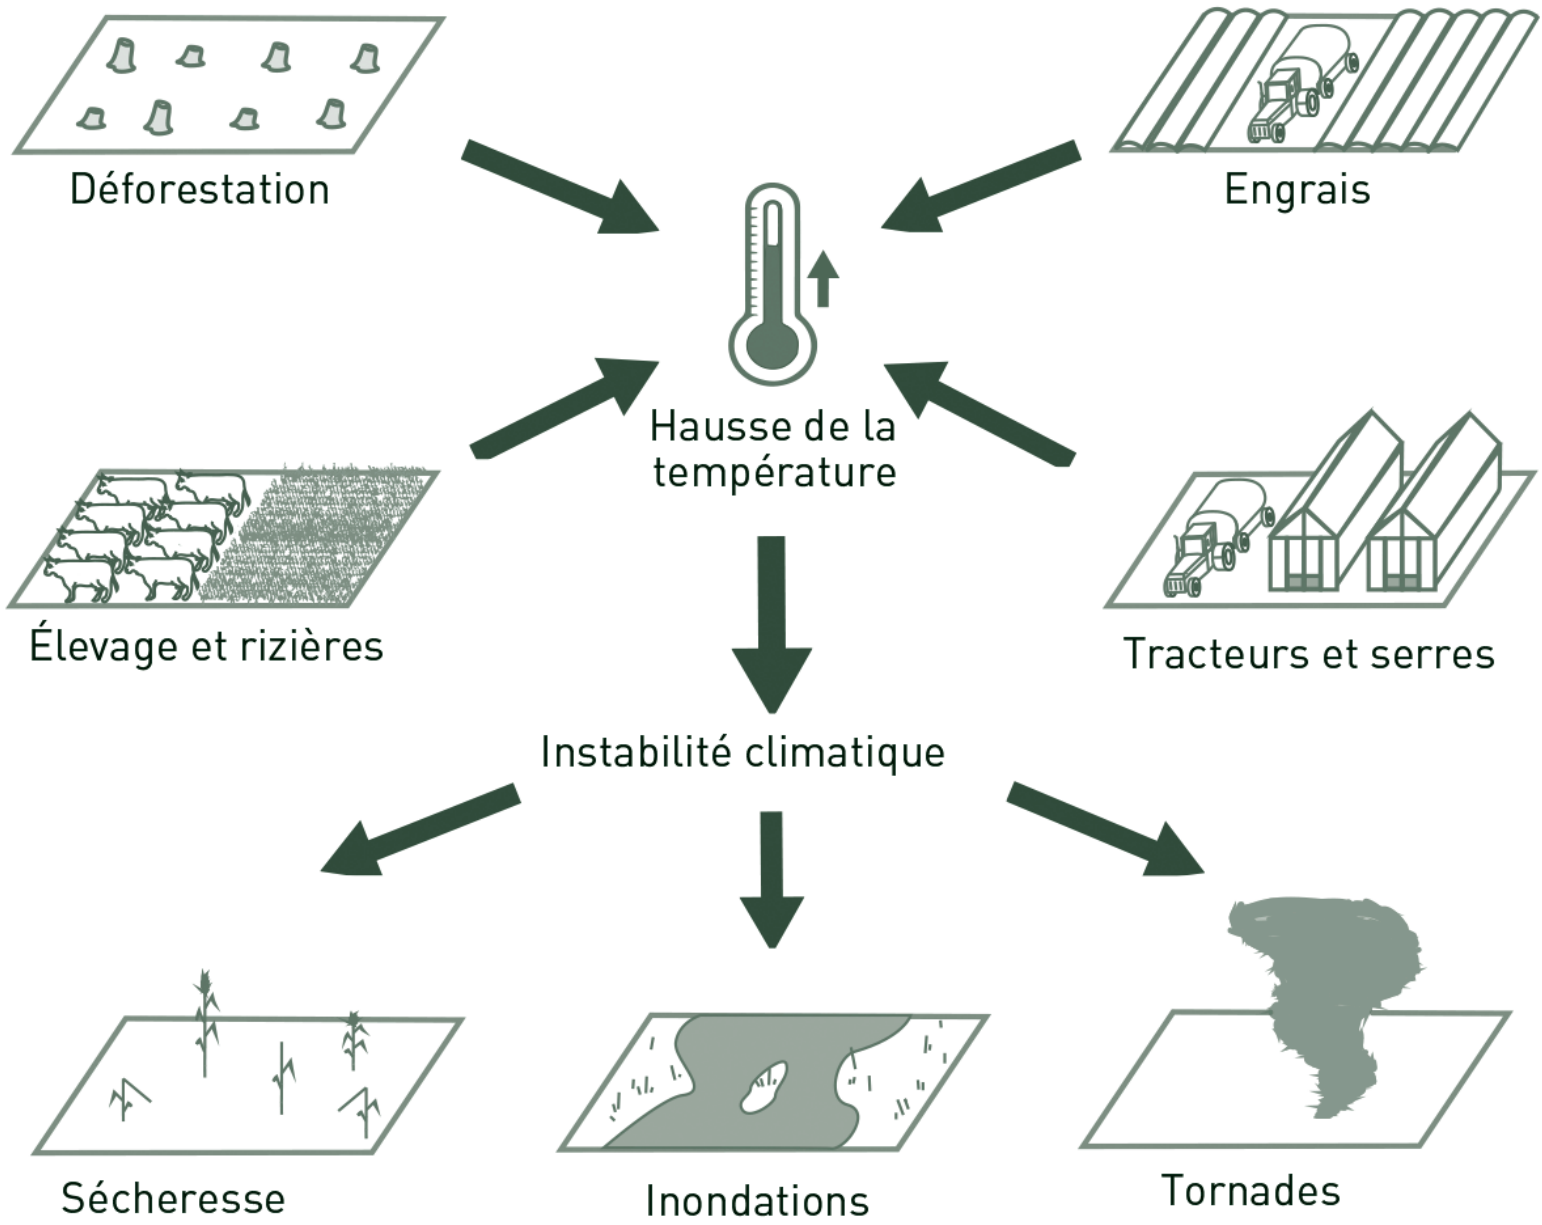 Déforestation
Engrais
Hausse de la
température
Élevage et rizières
Tracteurs et serres
Instabilité climatique
Sécheresse
Inondations
Tornades